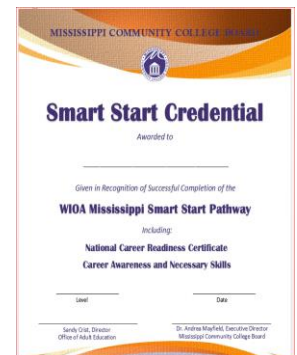 MISSISSIPPI COMMUNITY COLLEGE BOARD
Smart Start Credential
Awarded to
Given in Recognition of Successful Completion of the
WIOA Mississippi Smart Start Pathway
Including:
National Career Readiness Certificate
Career Awareness and Necessary Skills
Level Date
Sandy Crist, Director Dr. Andrea Mayfield, Executive Director
Office of Adult Education Mississippi Community College Board